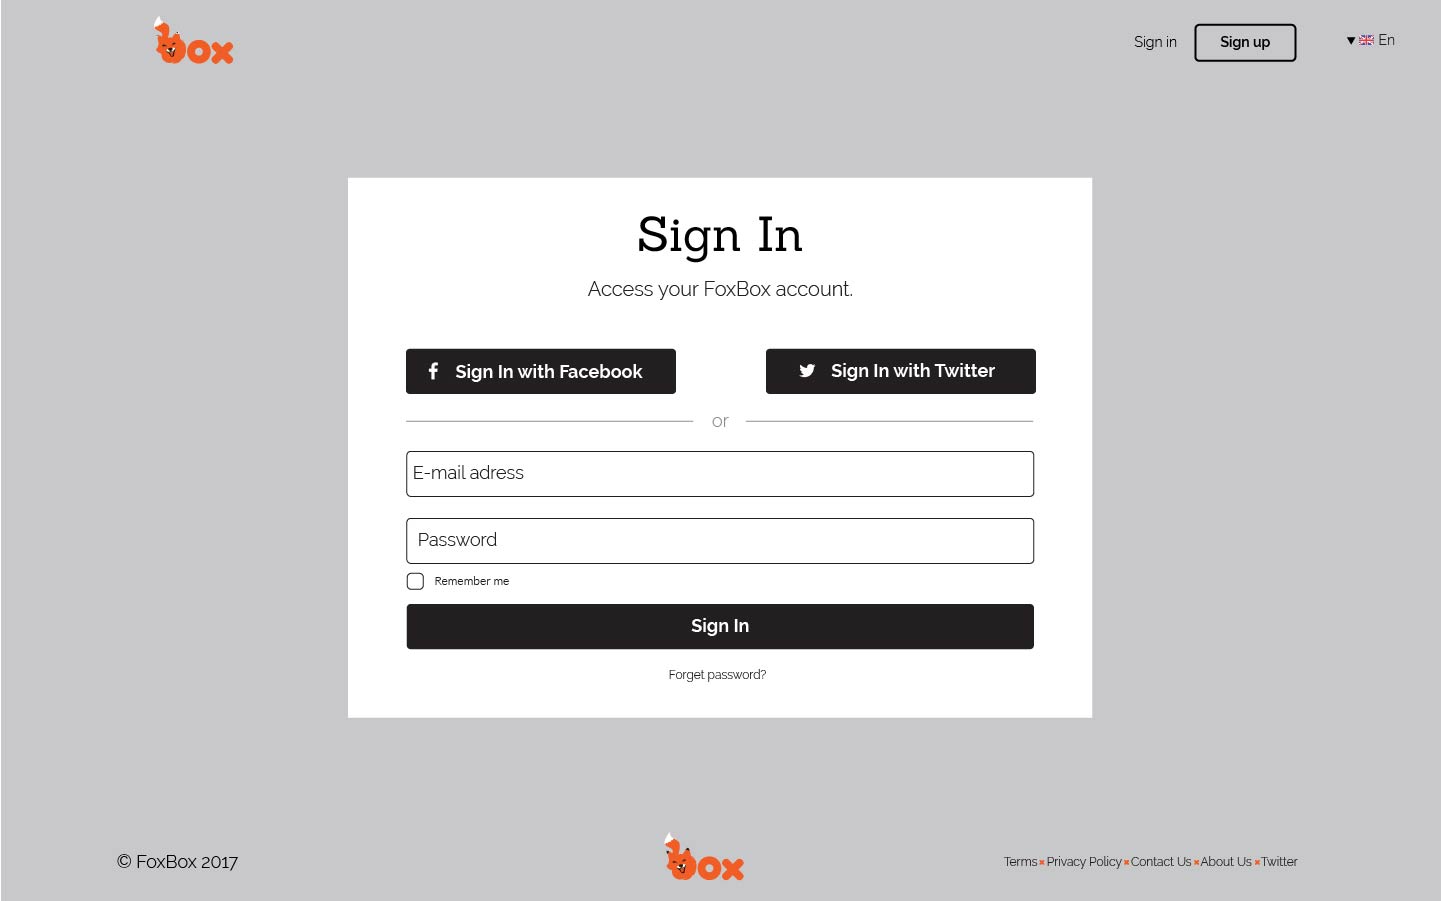 box
Sign in
Sign up
En
Sign In
Access your FoxBox account.
Sign In with Facebook
Sign In with Twitter
or
E-mail adress
Password
Remember me
Sign In
Forget password?
© FoxBox 2017
box
Terms × Privacy Policy × Contact Us × About Us × Twitter